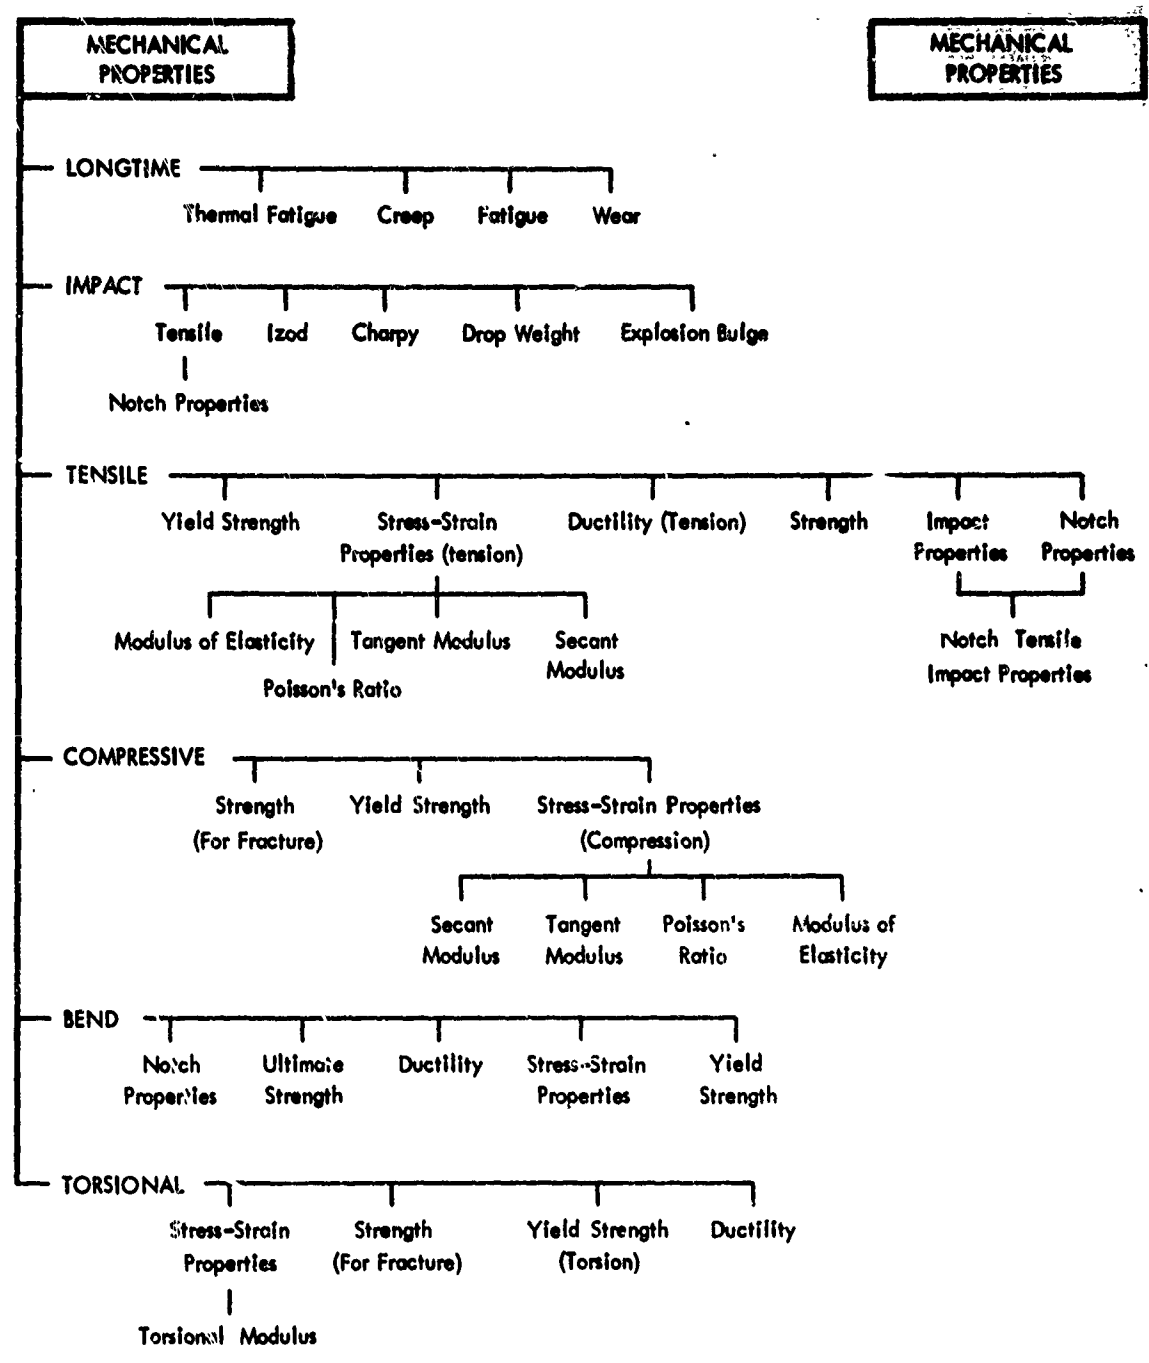 MECHANICAL
PROPERTIES
MECHANICAL
PROPERTIES
LONGTIME
Thermal Fatigue Creep Fatigue Wear
IMPACT
Tensile Izod Charpy Drop Weight Explosion Bulge
Notch Properties
TENSILE
Yield Strength Stress-Strain Ductility (Tension) Strength Impact Notch
Properties (tension) Properties Properties
Modulus of Elasticity Tangent Modulus Secant Notch Tensile
Modulus Impact Properties
Poisson's Ratio
COMPRESSIVE
Strength Yield Strength Stress-Strain Properties
(For Fracture) (Compression)
Secant Tangent Poisson's Modulus of
Modulus Modulus Ratio Elasticity
BEND
Notch Ultimate Ductility Stress-Strain Yield
Properties Strength Properties Strength
TORSIONAL
Stress-Strain Strength Yield Strength Ductility
Properties (For Fracture) (Torsion)
Torsional Modulus